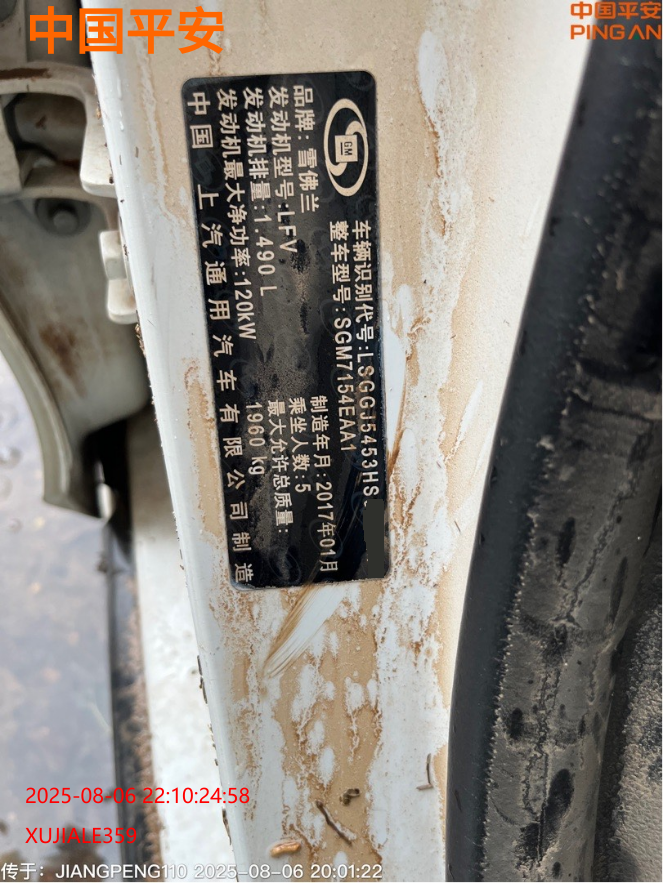 中国平安
中国平安
PING AN
GM
车辆识别代号:LSGGJ5453HS
整车型号:SGM7154EAA1
品牌:雪佛兰
制造年月:2017年01月
发动机型号:LFV
乘坐人数:5
发动机排量:1.490 L
最大允许总质量:
发动机最大净功率:120kW
1960 kg
中国 上汽通用汽车有限公司制造
2025-08-06 22:10:24:58
XUJIALE359
传于: JIANGPENG110 2025-08-06 20:01:22